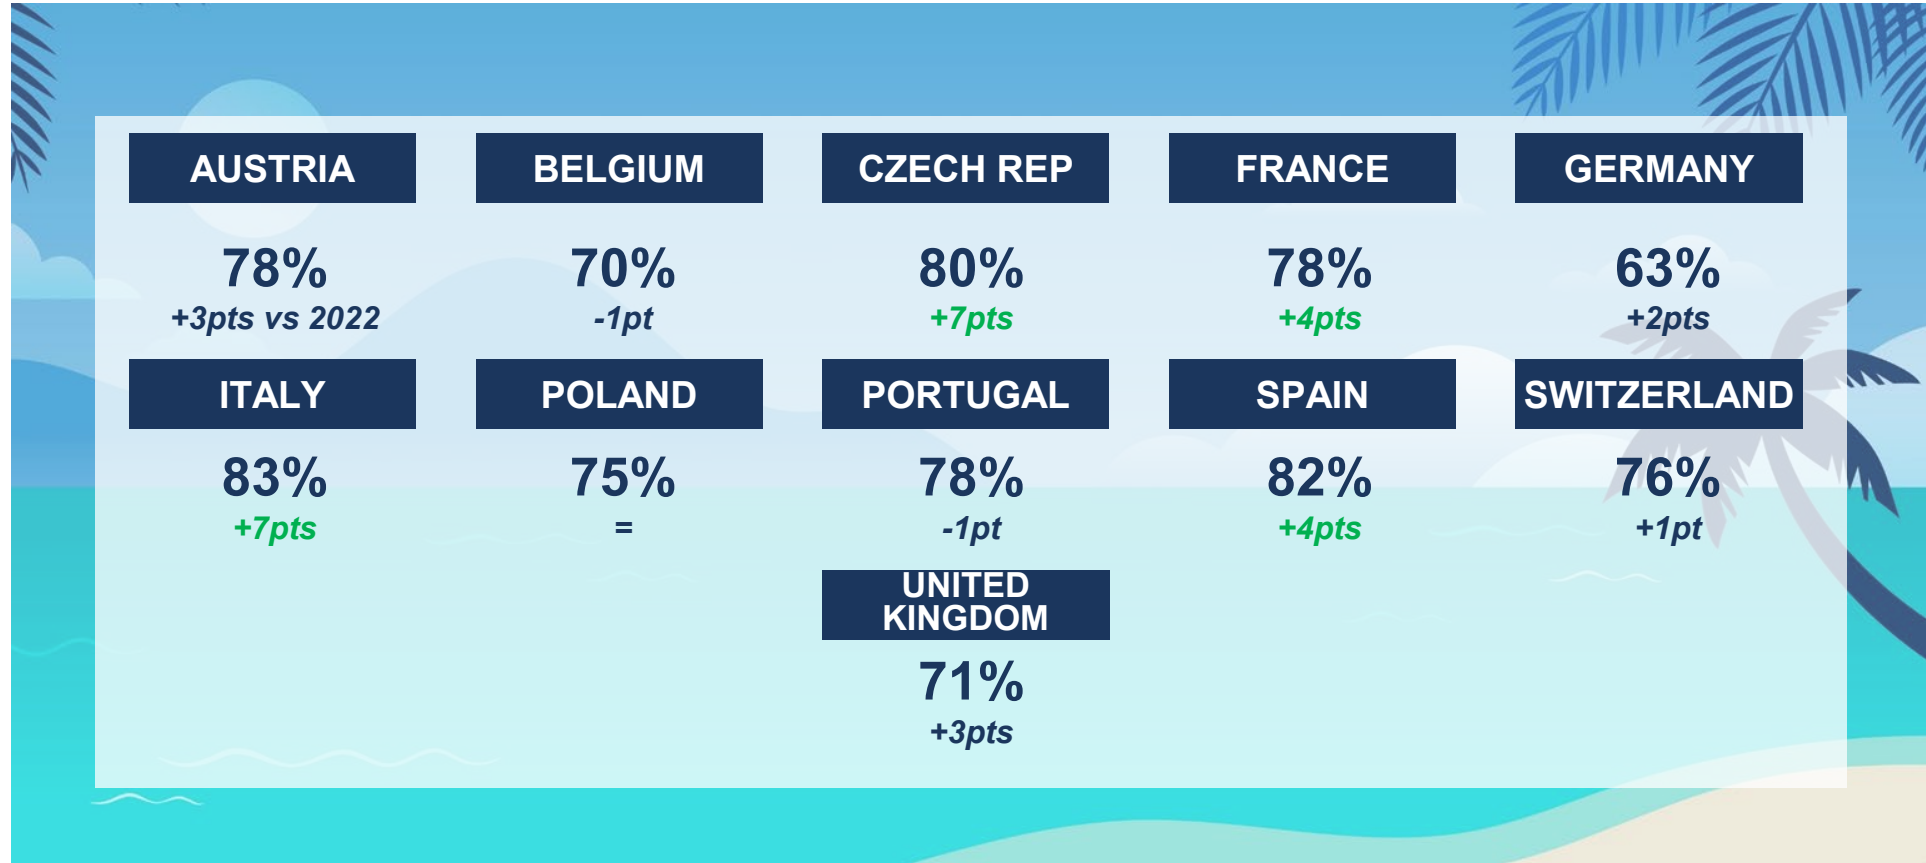 AUSTRIA BELGIUM CZECH REP FRANCE GERMANY
78% 70% 80% 78% 63%
+3pts vs 2022 -1pt +7pts +4pts +2pts
ITALY POLAND PORTUGAL SPAIN SWITZERLAND
83% 75% 78% 82% 76%
+7pts = -1pt +4pts +1pt
UNITED
KINGDOM
71%
+3pts